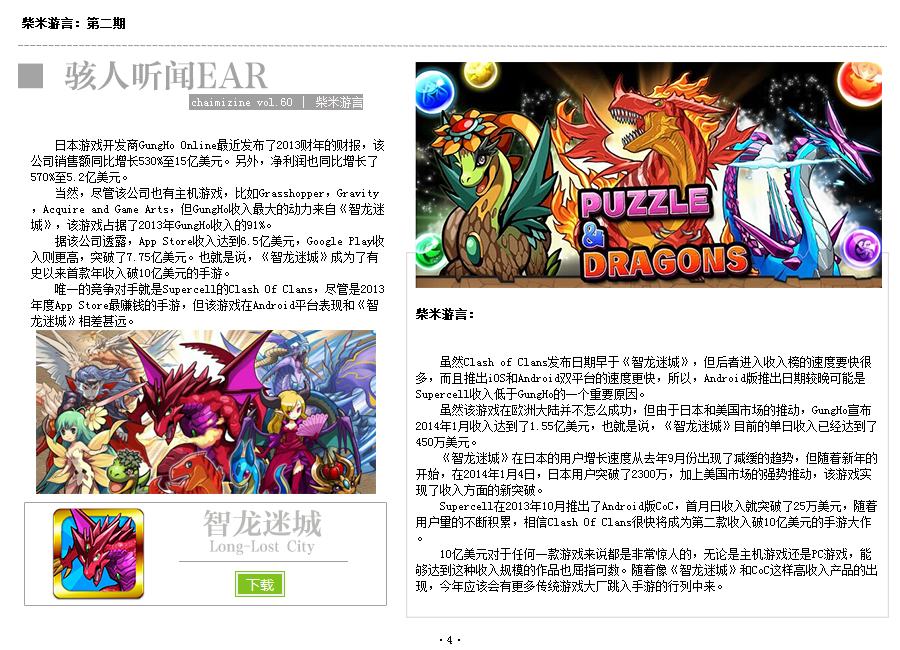 柴米游言：第二期
骇人听闻EAR
chaimizine vol.60 | 柴米游言
日本游戏开发商GungHo Online最近发布了2013财年的财报，该
公司销售额同比增长530%至15亿美元。另外，净利润也同比增长了
570%至5.2亿美元。
当然，尽管该公司也有主机游戏，比如Grasshopper，Gravity
，Acquire and Game Arts，但GungHo收入最大的动力来自《智龙迷
城》，该游戏占据了2013年GungHo收入的91%。
据该公司透露，App Store收入达到6.5亿美元，Google Play收
入则更高，突破了7.75亿美元。也就是说，《智龙迷城》成为了有
史以来首款年收入破10亿美元的手游。
唯一的竞争对手就是Supercell的Clash Of Clans，尽管是2013
年度App Store最赚钱的手游，但该游戏在Android平台表现和《智
龙迷城》相差甚远。
智龙迷城
Long-Lost City
下载
PUZZLE
&
DRAGONS
柴米游言：
虽然Clash of Clans发布日期早于《智龙迷城》，但后者进入收入榜的速度要快很
多，而且推出iOS和Android双平台的速度更快，所以，Android版推出日期较晚可能是
Supercell收入低于GungHo的一个重要原因。
虽然该游戏在欧洲大陆并不怎么成功，但由于日本和美国市场的推动，GungHo宣布
2014年1月收入达到了1.55亿美元，也就是说，《智龙迷城》目前的单日收入已经达到了
450万美元。
《智龙迷城》在日本的用户增长速度从去年9月份出现了减缓的趋势，但随着新年的
开始，在2014年1月4日，日本用户突破了2300万，加上美国市场的强势推动，该游戏实
现了收入方面的新突破。
Supercell在2013年10月推出了Android版CoC，首月日收入就突破了25万美元，随着
用户量的不断积累，相信Clash Of Clans很快将成为第二款收入破10亿美元的手游大作
。
10亿美元对于任何一款游戏来说都是非常惊人的，无论是主机游戏还是PC游戏，能
够达到这种收入规模的作品也屈指可数。随着像《智龙迷城》和CoC这样高收入产品的出
现，今年应该会有更多传统游戏大厂跳入手游的行列中来。
·4·